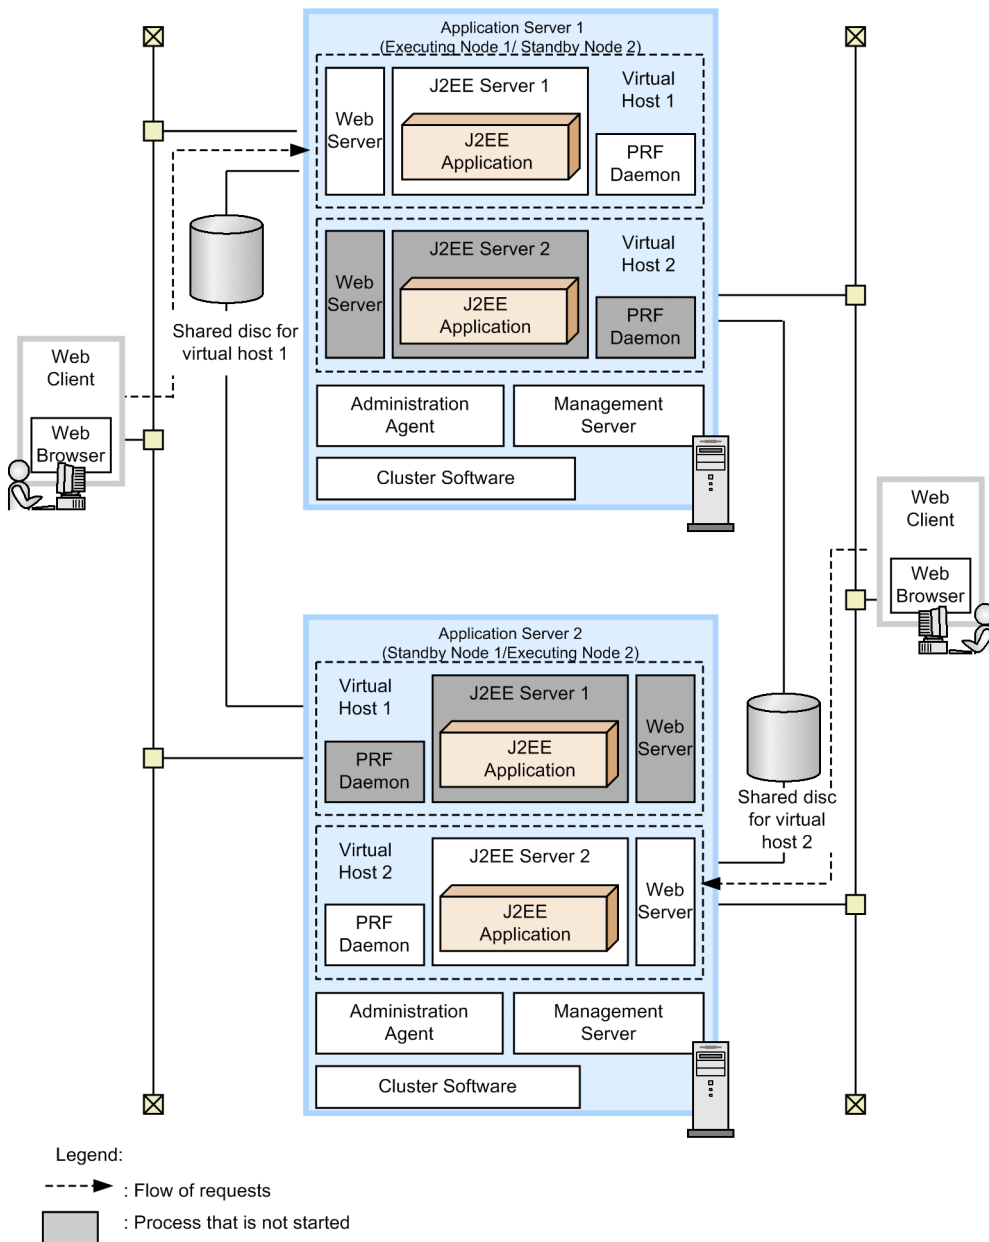 Application Server 1
(Executing Node 1/ Standby Node 2)
J2EE Server 1
Virtual
Host 1
Web
Server
J2EE
Application
PRF
Daemon
J2EE Server 2
Virtual
Host 2
Web
Server
J2EE
Application
PRF
Daemon
Shared disc for
virtual host 1
Web
Client
Web
Browser
Administration
Agent
Management
Server
Cluster Software
Web
Client
Web
Browser
Application Server 2
(Standby Node 1/Executing Node 2)
Virtual
Host 1
J2EE Server 1
Web
Server
PRF
Daemon
J2EE
Application
Shared disc
for virtual
host 2
Virtual
Host 2
J2EE Server 2
Web
Server
PRF
Daemon
J2EE
Application
Administration
Agent
Management
Server
Cluster Software
Legend:
: Flow of requests
: Process that is not started